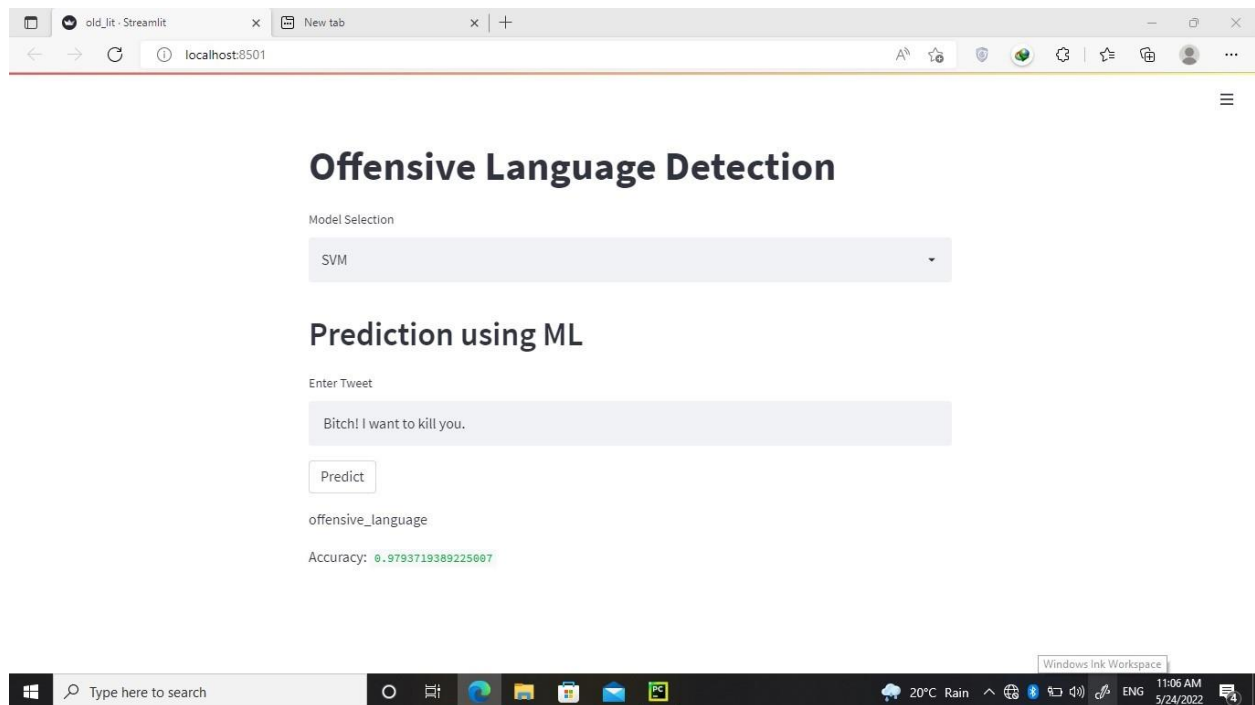 old_lit · Streamlit
New tab
localhost:8501
Offensive Language Detection
Model Selection
SVM
Prediction using ML
Enter Tweet
Bitch! I want to kill you.
Predict
offensive_language
Accuracy: 0.9793719389225007
Windows Ink Workspace
Type here to search
PC
20°C Rain
ENG
11:06 AM
5/24/2022
4